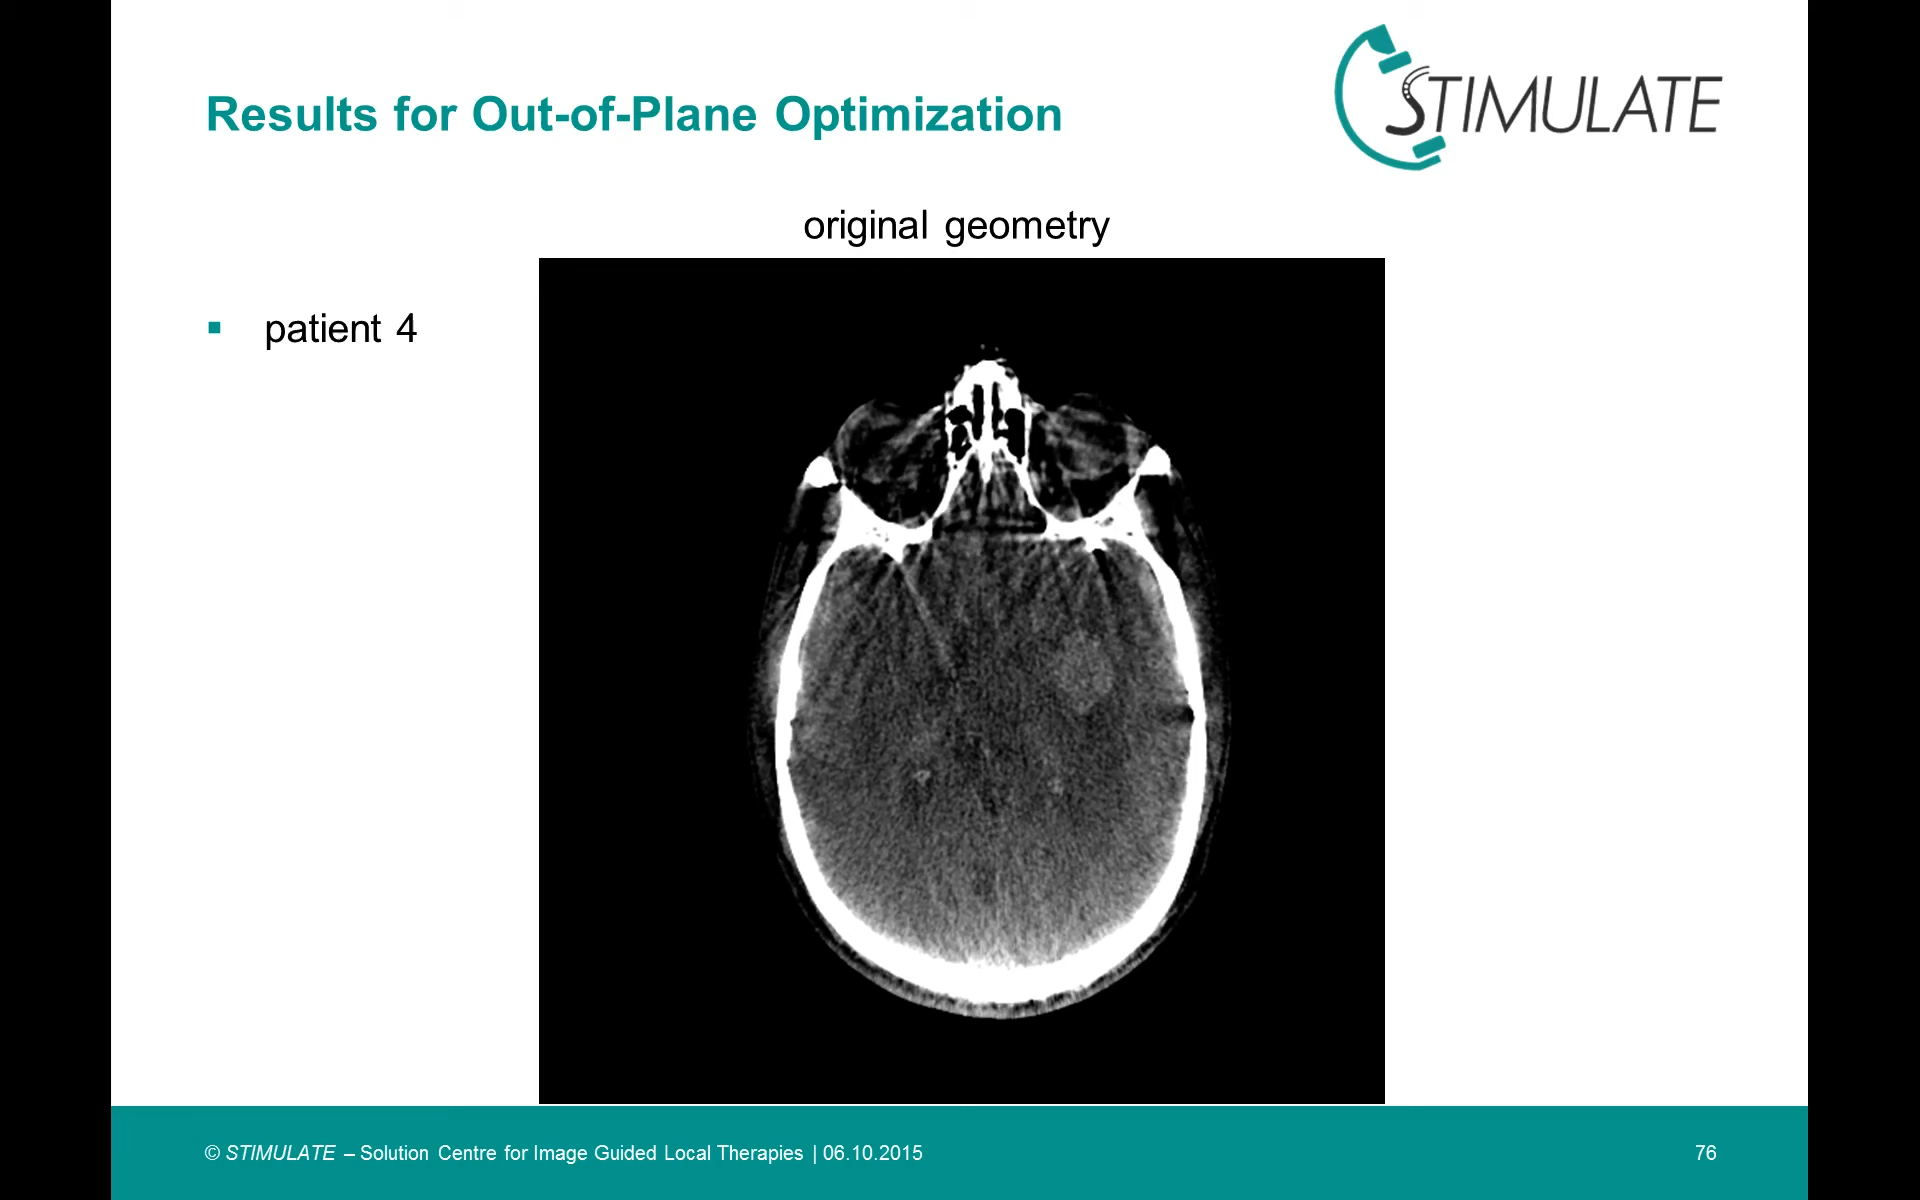 STIMULATE
Results for Out-of-Plane Optimization
original geometry
▪ patient 4
© STIMULATE – Solution Centre for Image Guided Local Therapies | 06.10.2015
76